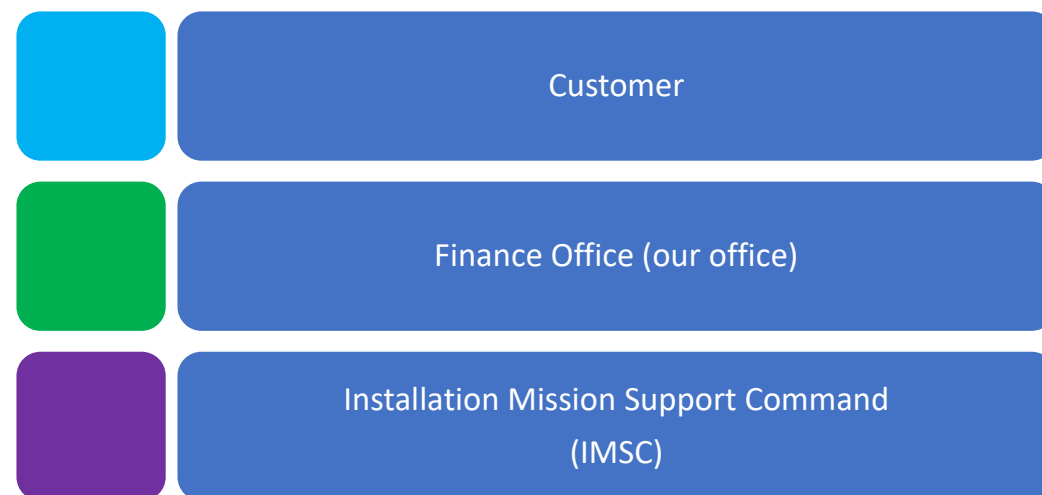 Customer
Finance Office (our office)
Installation Mission Support Command
(IMSC)